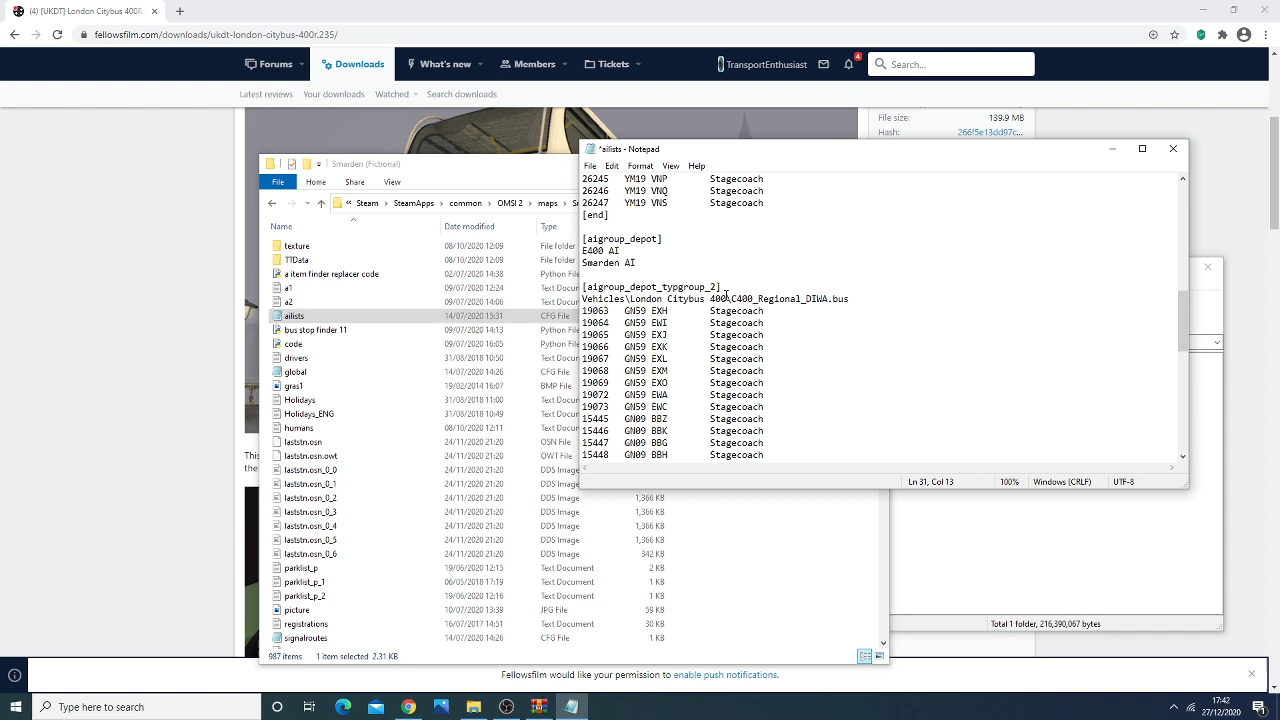 (4) [UKDT] London Citybus 400R
fellowsfilm.com/downloads/ukdt-london-citybus-400r.235/
Forums
Downloads
What's new
Members
Tickets
TransportEnthusiast
4
Search...
Latest reviews
Your downloads
Watched
Search downloads
File size:
139.9 MB
Hash:
266f5e13dd97c...
Smarden (Fictional)
File
Home
Share
View
Steam
SteamApps
common
OMSI 2
maps
Name
Date modified
Type
texture 08/10/2020 12:09 File folder
TTData 08/10/2020 12:09 File folder
a item finder replacer code 02/07/2020 14:38 Python File
a1 09/07/2020 12:24 Text Document
a2 09/07/2020 14:06 Text Document
ailists 14/07/2020 15:31 CFG File
bus stop finder 11 09/07/2020 14:13 Python File
code 09/07/2020 16:05 Python File
drivers 31/08/2018 16:50 Text Document
global 14/07/2020 14:26 CFG File
gras1 19/02/2014 16:07 BMP File
Holidays 31/08/2018 11:00 Text Document
Holidays_ENG 31/08/2018 10:49 Text Document
humans 08/10/2020 12:11 Text Document
laststn.osn 24/11/2020 21:20 OSN File
laststn.owt 24/11/2020 21:20 OWT File
laststn.osn_0_0 24/11/2020 21:20 DDS Image
laststn.osn_0_1 24/11/2020 21:20 DDS Image
laststn.osn_0_2 24/11/2020 21:20 DDS Image 1,366 KB
laststn.osn_0_3 24/11/2020 21:20 DDS Image 1,366 KB
laststn.osn_0_4 24/11/2020 21:20 DDS Image 1,366 KB
laststn.osn_0_5 24/11/2020 21:20 DDS Image 1,366 KB
laststn.osn_0_6 24/11/2020 21:20 DDS Image 342 KB
parklist_p 19/06/2020 12:15 Text Document 2 KB
parklist_p_1 06/05/2018 17:19 Text Document 1 KB
parklist_p_2 19/06/2020 12:16 Text Document 1 KB
picture 10/07/2020 13:39 JPG File 59 KB
registrations 16/07/2017 14:51 Text Document 30 KB
signalroutes 14/07/2020 14:26 CFG File 1 KB
987 items
1 item selected 2.31 KB
*ailists - Notepad
File Edit Format View Help
26245 YM19 VNP Stagecoach
26246 YM19 VNQ Stagecoach
26247 YM19 VNS Stagecoach
[end]
[aigroup_depot]
E400 AI
Smarden AI
[aigroup_depot_typgroup_2]
Vehicles\London Citybus 400\C400_Regional_DIWA.bus
19063 GN59 EXH Stagecoach
19064 GN59 EWI Stagecoach
19065 GN59 EXJ Stagecoach
19066 GN59 EXK Stagecoach
19067 GN59 EXL Stagecoach
19068 GN59 EXM Stagecoach
19069 GN59 EXO Stagecoach
19072 GN59 EWA Stagecoach
19073 GN59 EWC Stagecoach
15445 GN09 BBZ Stagecoach
15446 GN09 BBK Stagecoach
15447 GN09 BBG Stagecoach
15448 GN09 BBH Stagecoach
Ln 31, Col 13
100%
Windows (CRLF)
UTF-8
Total 1 folder, 216,390,067 bytes
This
the
Fellowsfilm would like your permission to enable push notifications.
Type here to search
17:42
27/12/2020